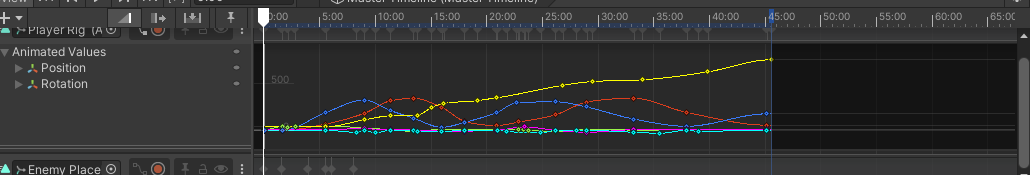 Master Timeline (Master Timeline)
0:00 5:00 10:00 15:00 20:00 25:00 30:00 35:00 40:00 45:00 50:00 55:00 60:00 65:00
Player Rig (A
Animated Values
Position
500
Rotation
Enemy Place